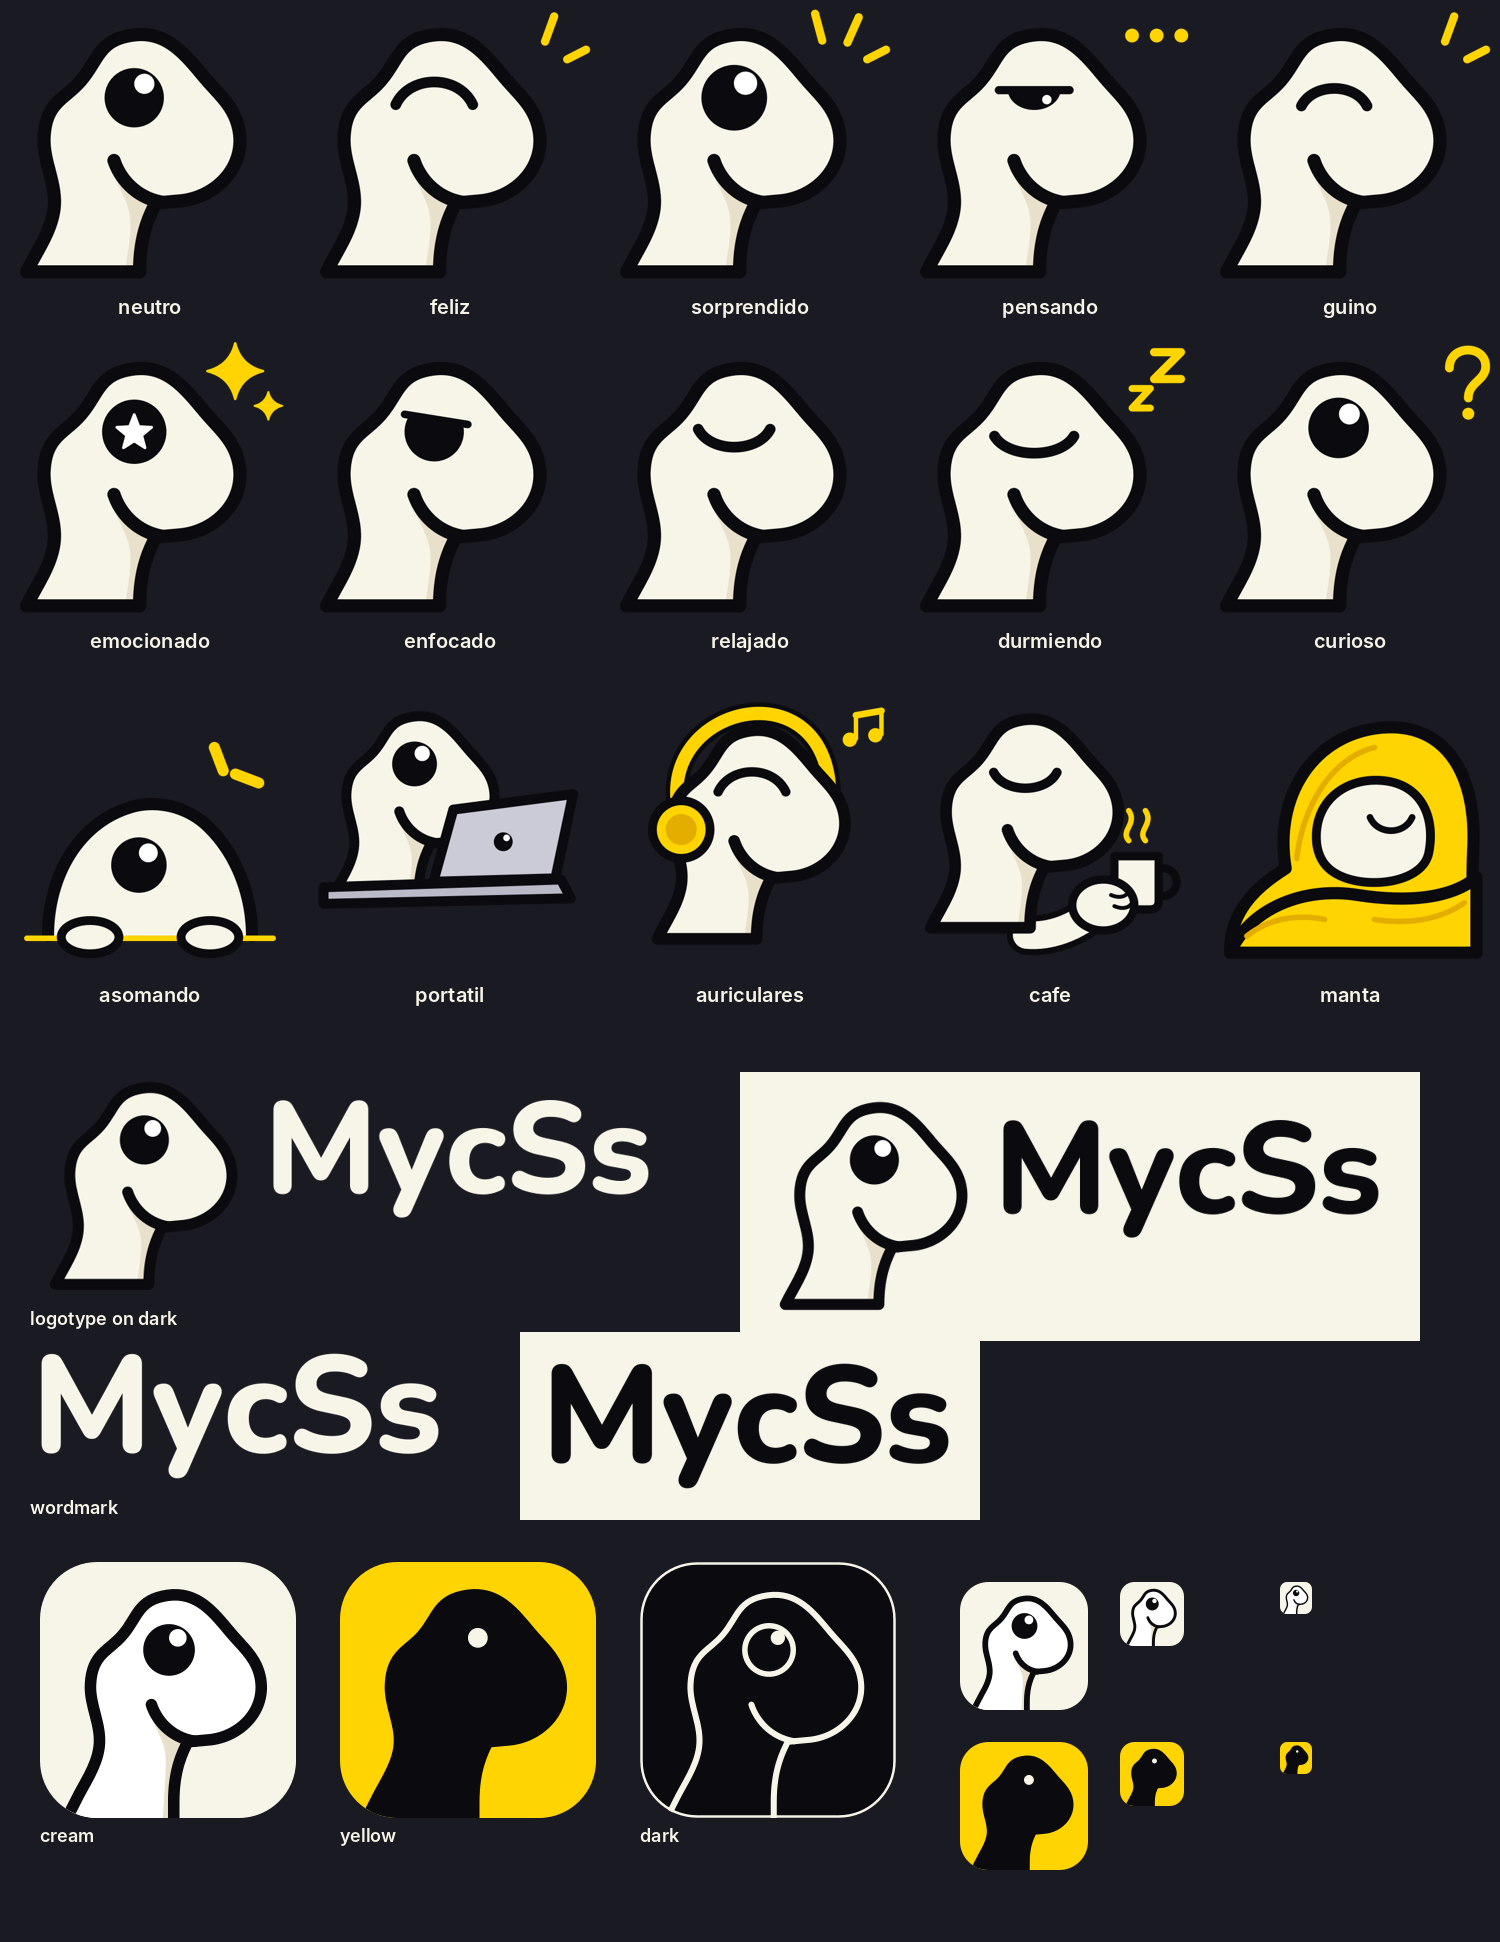 neutro
feliz
sorprendido
pensando
guino
z
z
?
emocionado
enfocado
relajado
durmiendo
curioso
asomando
portatil
auriculares
cafe
manta
MycSs
MycSs
logotype on dark
MycSs
MycSs
wordmark
cream
yellow
dark